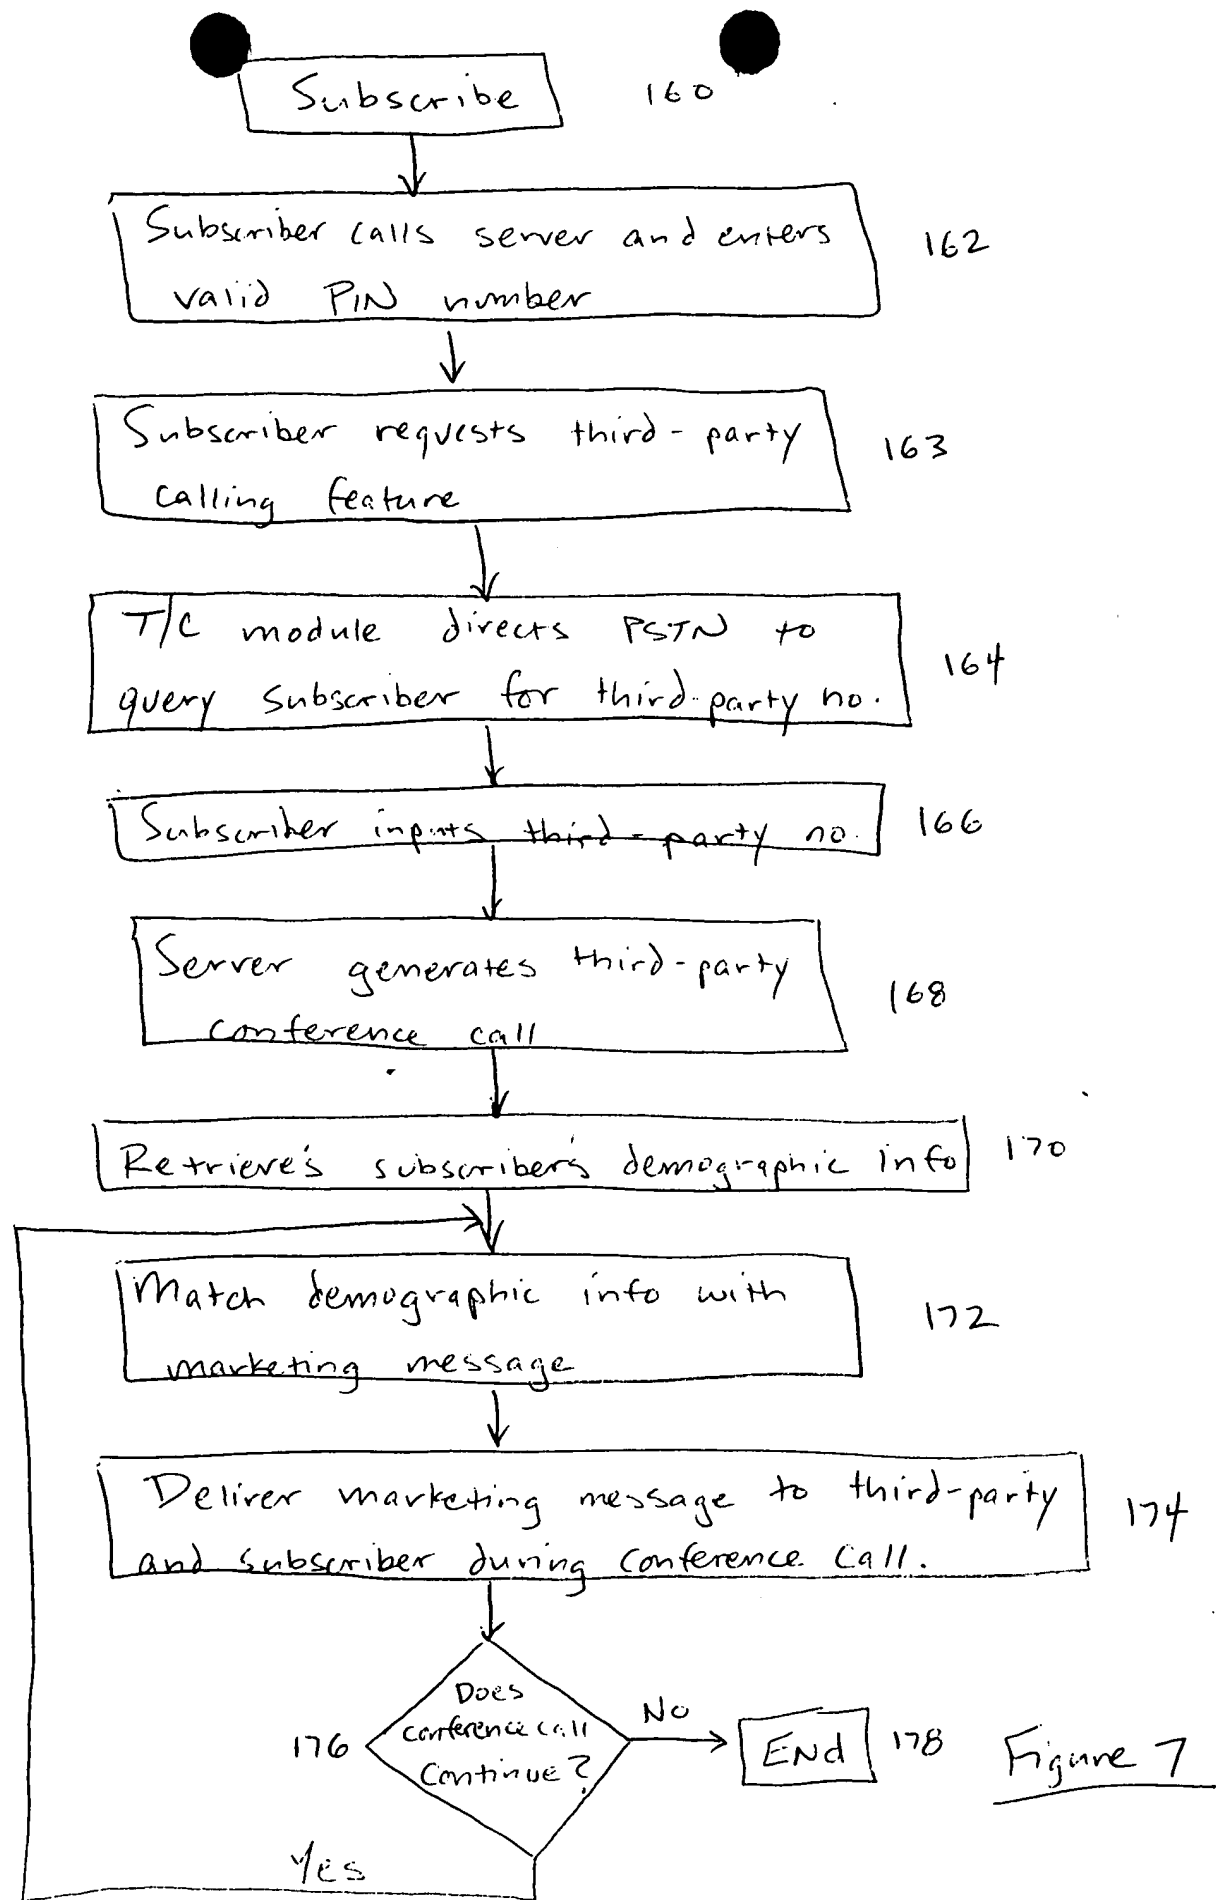 Subscribe
160
Subscriber calls server and enters
valid PIN number
162
Subscriber requests third-party
calling feature
163
T/C module directs PSTN to
query subscriber for third-party no.
164
Subscriber inputs third-party no.
166
Server generates third-party
conference call
168
Retrieve's subscriber's demographic info
170
Match demographic info with
marketing message
172
Deliver marketing message to third-party
and subscriber during conference call.
174
Does
conference call
continue?
176
No
End
178
Figure 7
Yes